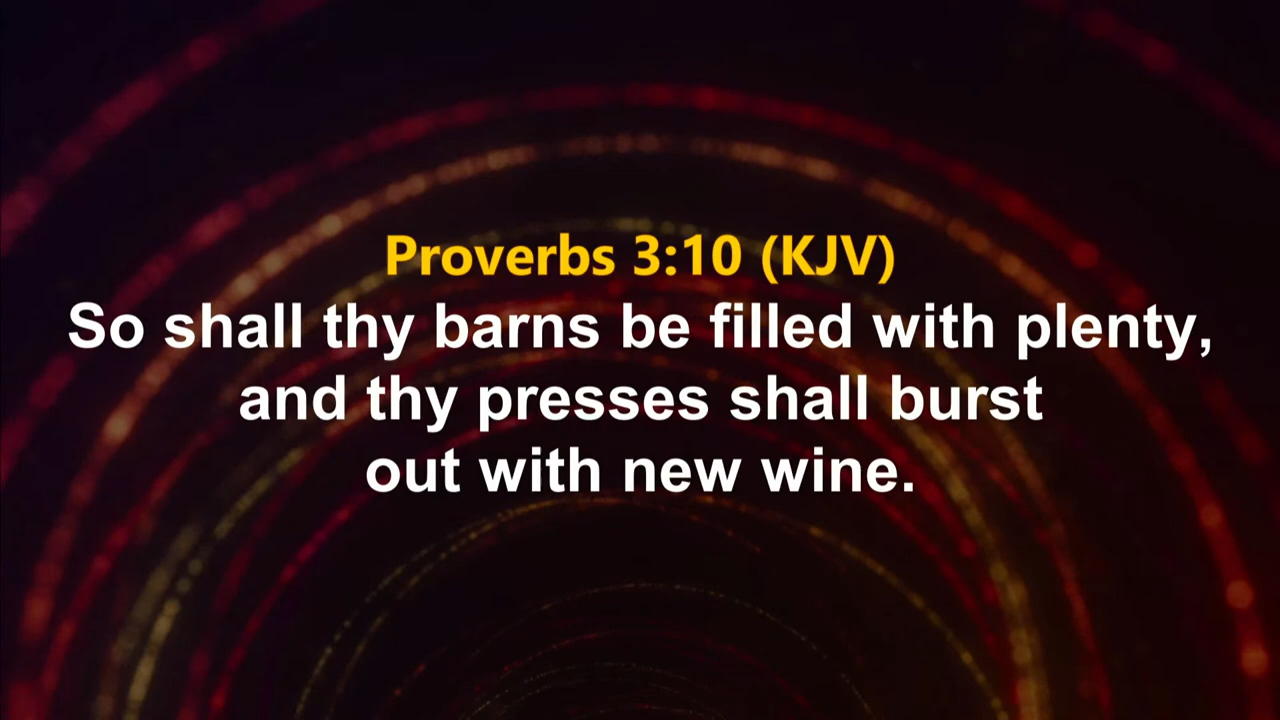 Proverbs 3:10 (KJV)
So shall thy barns be filled with plenty,
and thy presses shall burst
out with new wine.